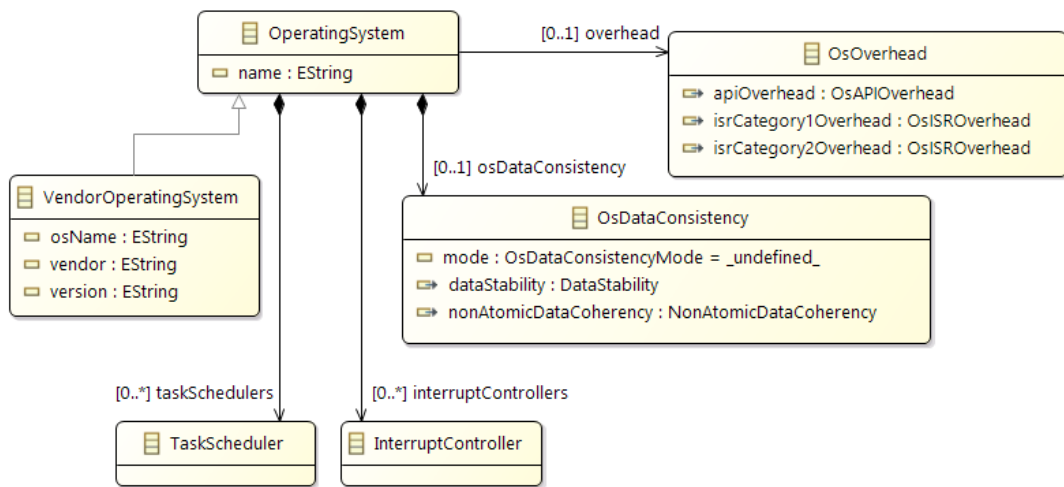 OperatingSystem
name : EString
[0..1] overhead
OsOverhead
apiOverhead : OsAPIOverhead
isrCategory1Overhead : OsISROverhead
isrCategory2Overhead : OsISROverhead
[0..1] osDataConsistency
VendorOperatingSystem
osName : EString
vendor : EString
version : EString
OsDataConsistency
mode : OsDataConsistencyMode = _undefined_
dataStability : DataStability
nonAtomicDataCoherency : NonAtomicDataCoherency
[0..*] taskSchedulers
[0..*] interruptControllers
TaskScheduler
InterruptController